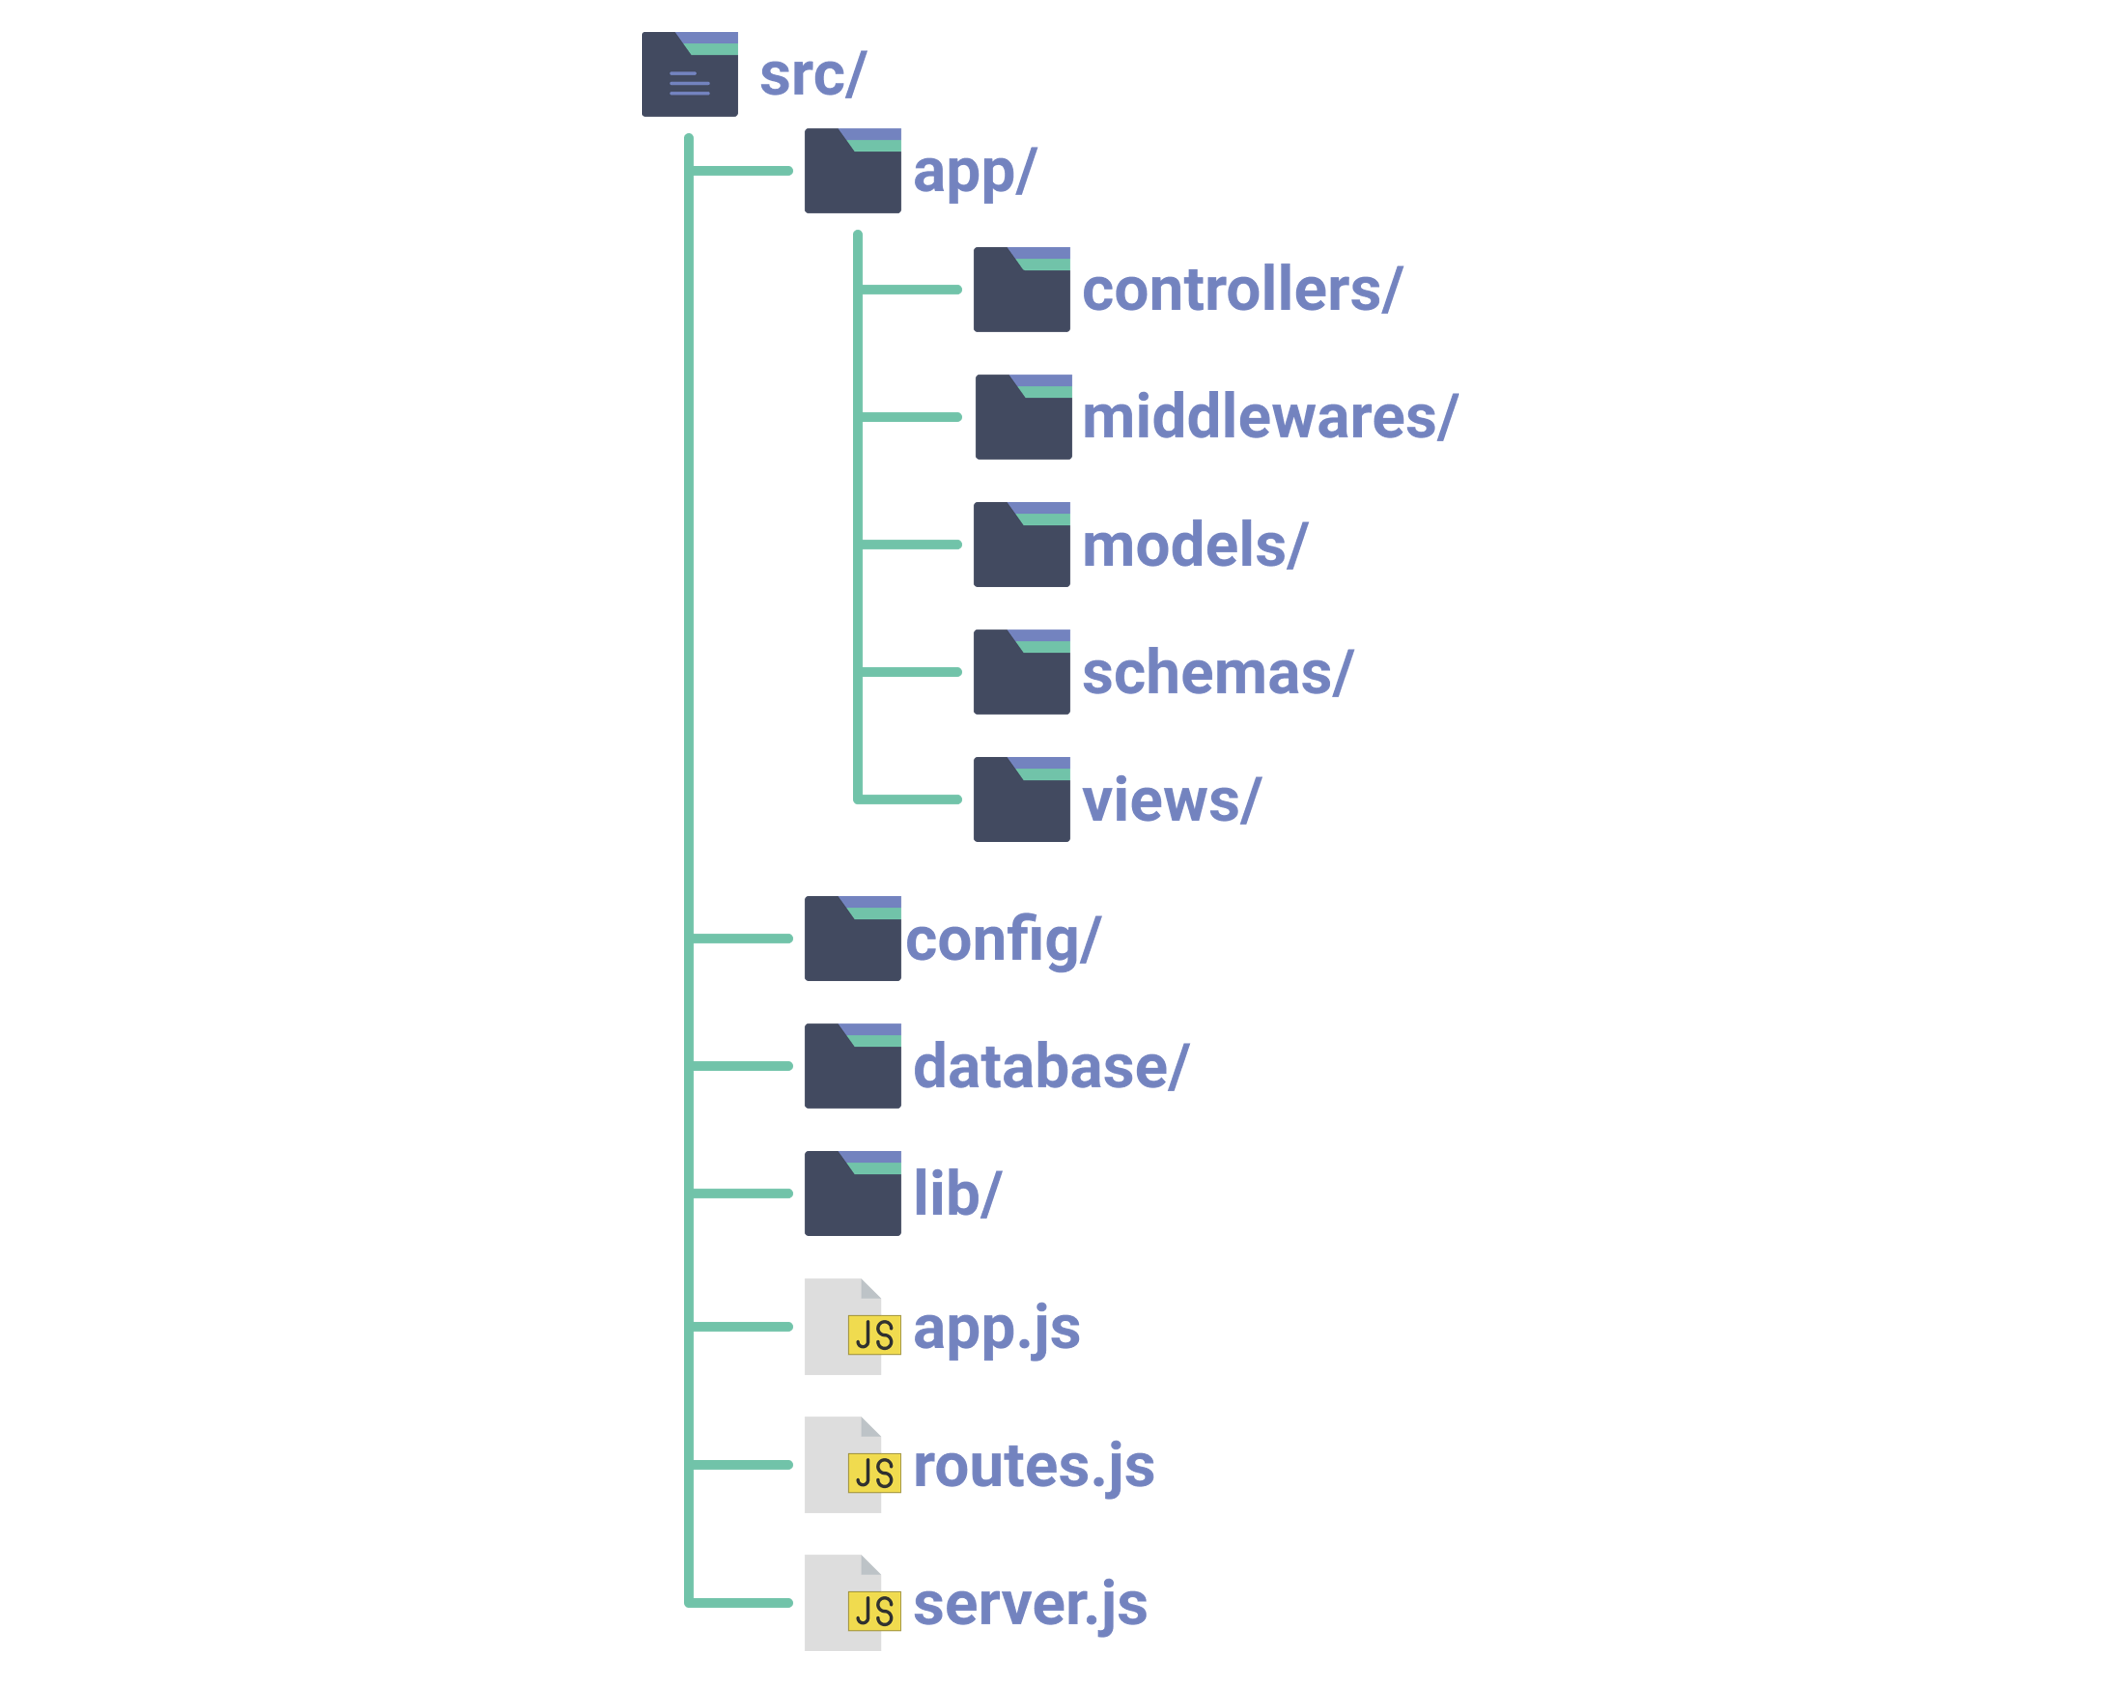 src/
app/
controllers/
middlewares/
models/
schemas/
views/
config/
database/
lib/
JS app.js
JS routes.js
JS server.js